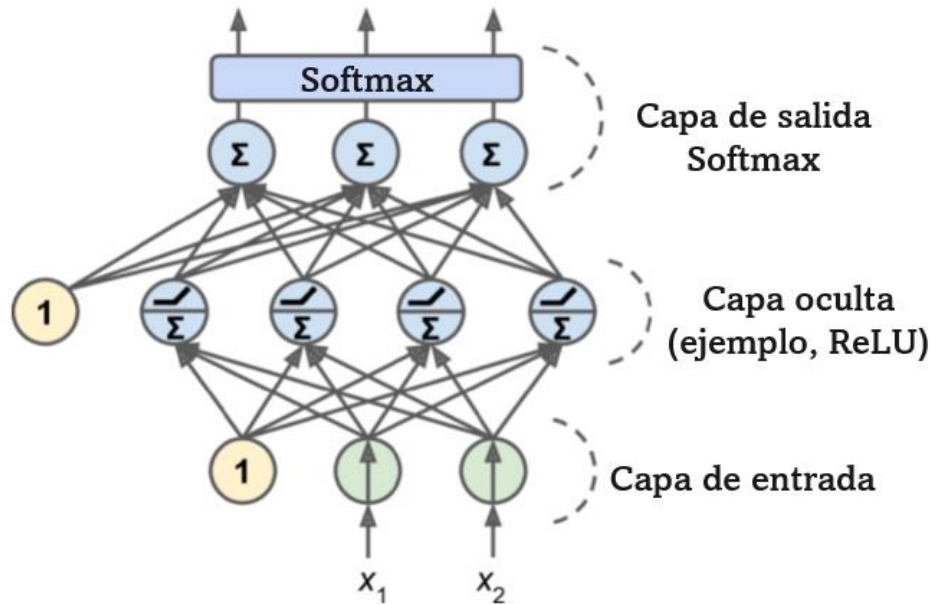 Softmax
Σ Σ Σ
Capa de salida
Softmax
1
Σ Σ Σ Σ
Capa oculta
(ejemplo, ReLU)
1
Capa de entrada
x₁ x₂